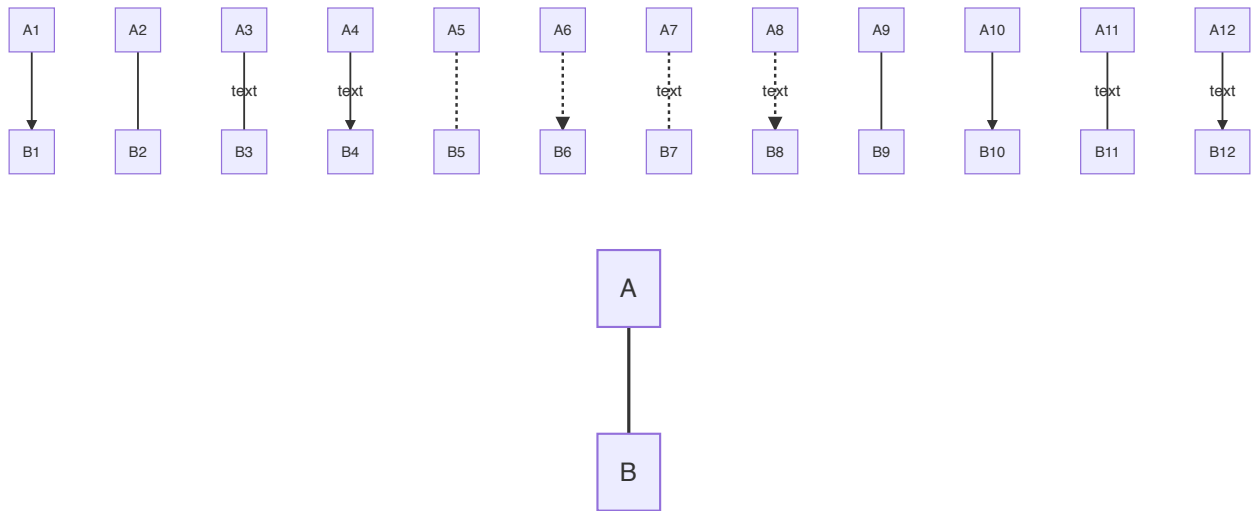 A1 A2 A3 A4 A5 A6 A7 A8 A9 A10 A11 A12
text text text text text text
B1 B2 B3 B4 B5 B6 B7 B8 B9 B10 B11 B12
A
B